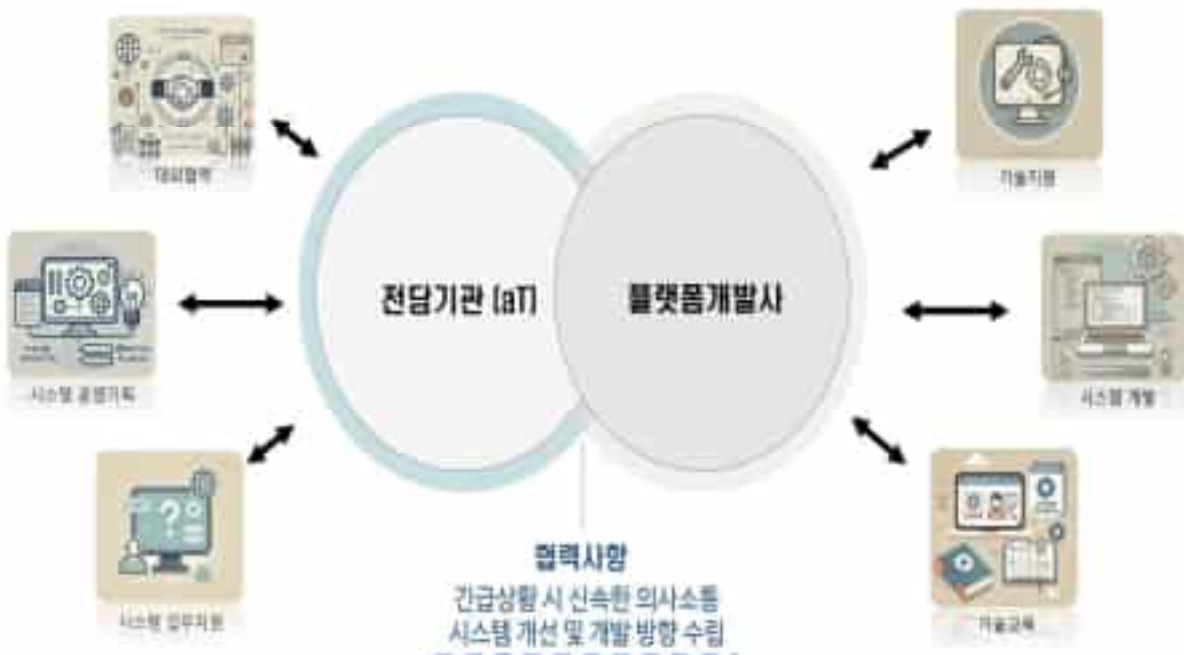 대외협력
기술지원
전담기관 (aT)
플랫폼개발사
시스템 운영기획
시스템 개발
시스템 업무지원
기술교육
협력사항
긴급상황 시 신속한 의사소통
시스템 개선 및 개발 방향 수립